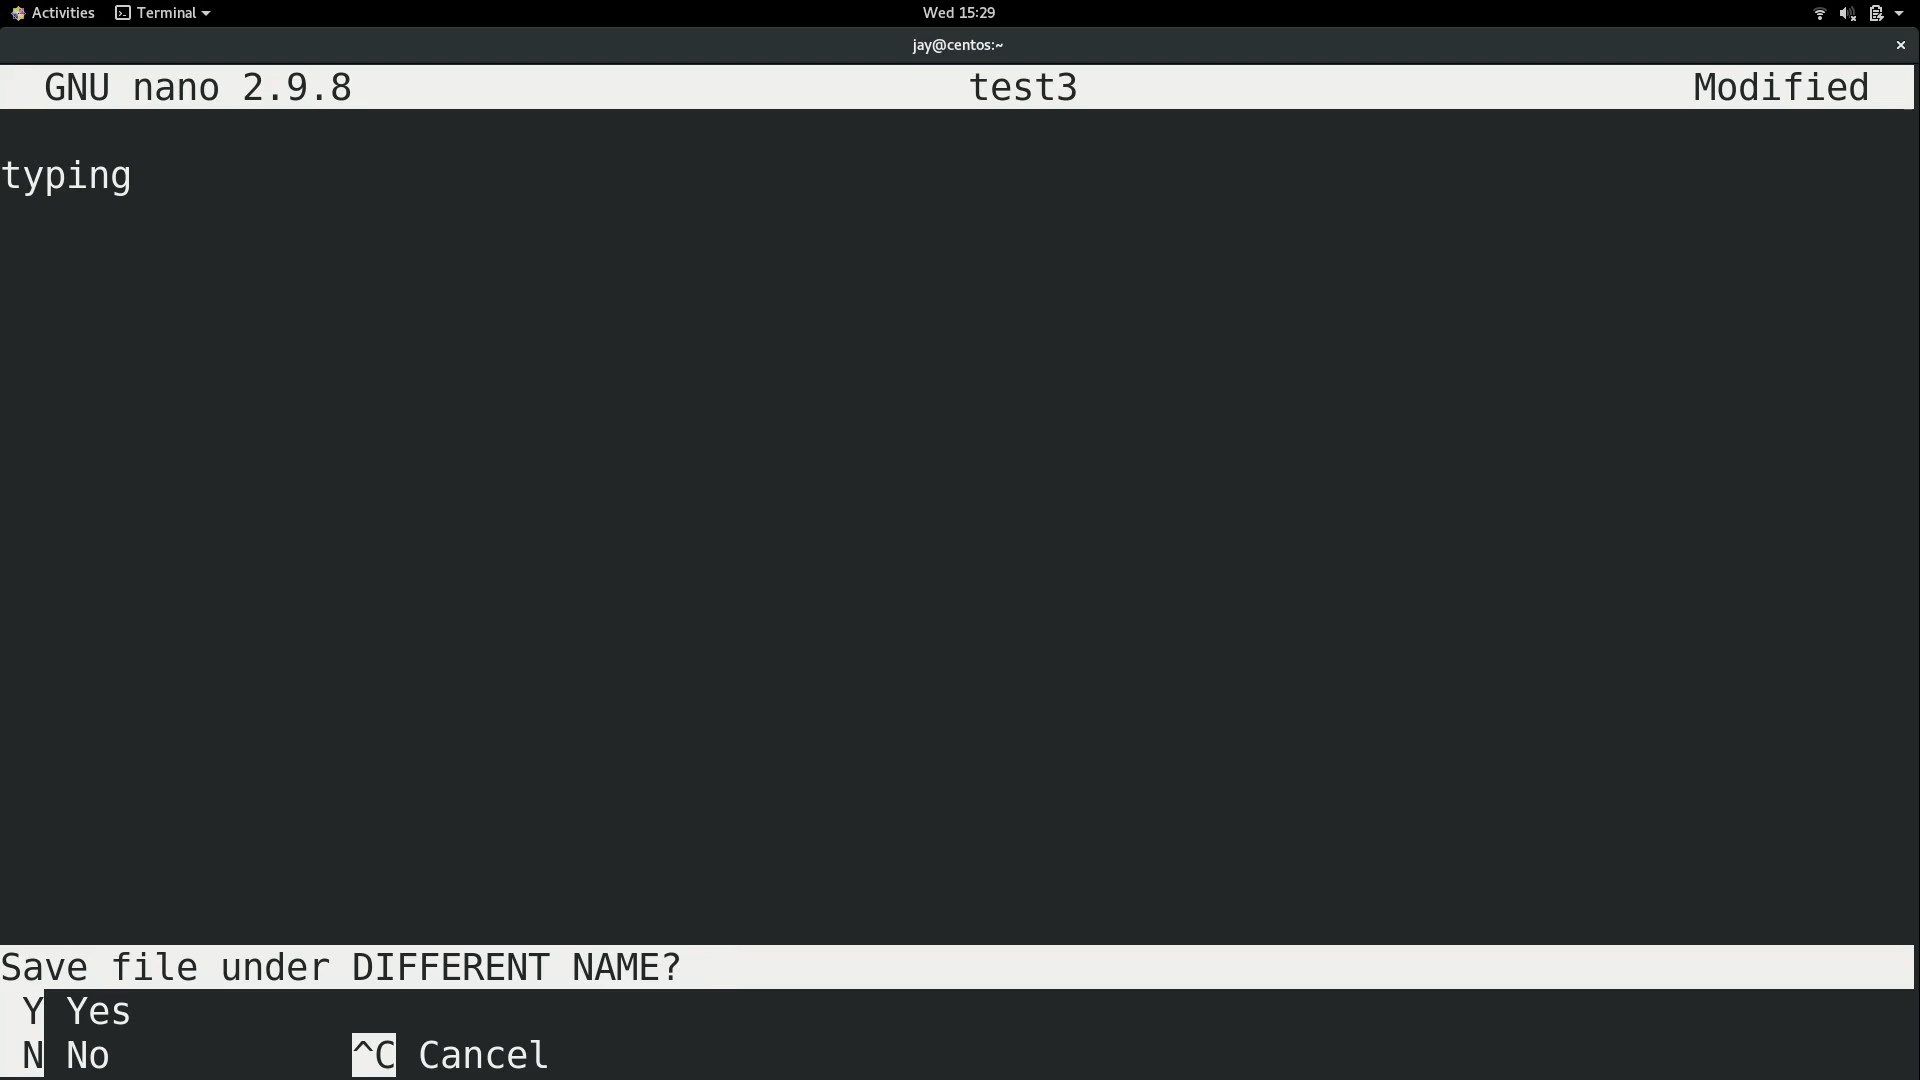 Activities Terminal Wed 15:29
jay@centos:~
GNU nano 2.9.8 test3 Modified
typing
Save file under DIFFERENT NAME?
Y Yes
N No ^C Cancel